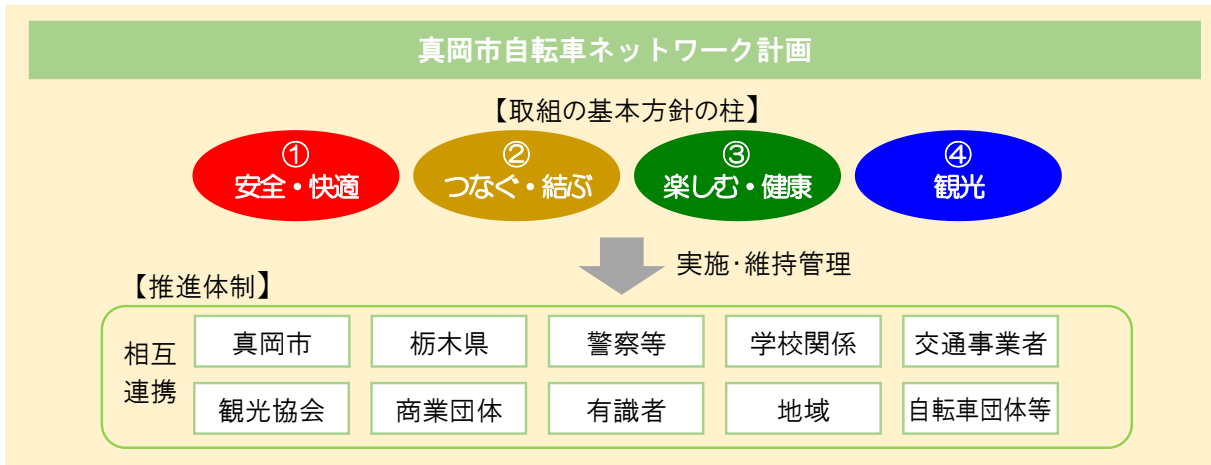 真岡市自転車ネットワーク計画
【取組の基本方針の柱】
①
安全・快適
②
つなぐ・結ぶ
③
楽しむ・健康
④
観光
実施･維持管理
【推進体制】
相互
連携
真岡市
栃木県
警察等
学校関係
交通事業者
観光協会
商業団体
有識者
地域
自転車団体等